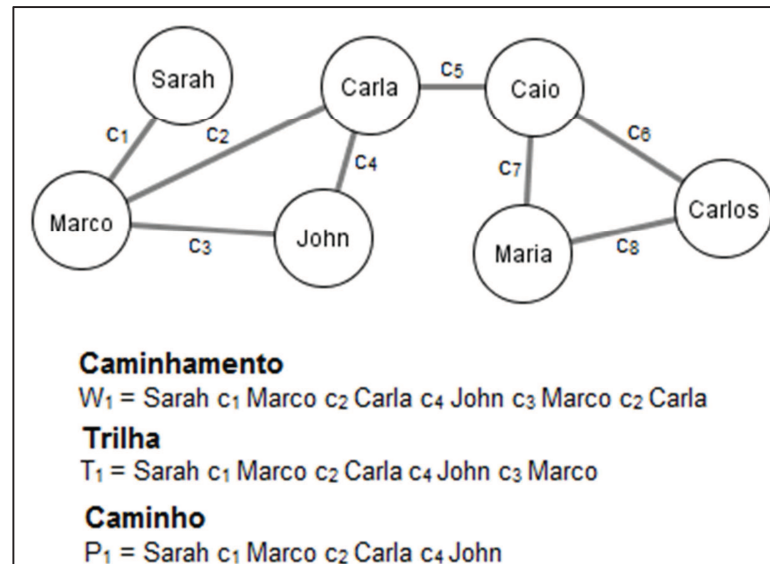 Sarah
Carla
Caio
Marco
John
Maria
Carlos
c1
c2
c3
c4
c5
c6
c7
c8
Caminhamento
W1 = Sarah c1 Marco c2 Carla c4 John c3 Marco c2 Carla
Trilha
T1 = Sarah c1 Marco c2 Carla c4 John c3 Marco
Caminho
P1 = Sarah c1 Marco c2 Carla c4 John